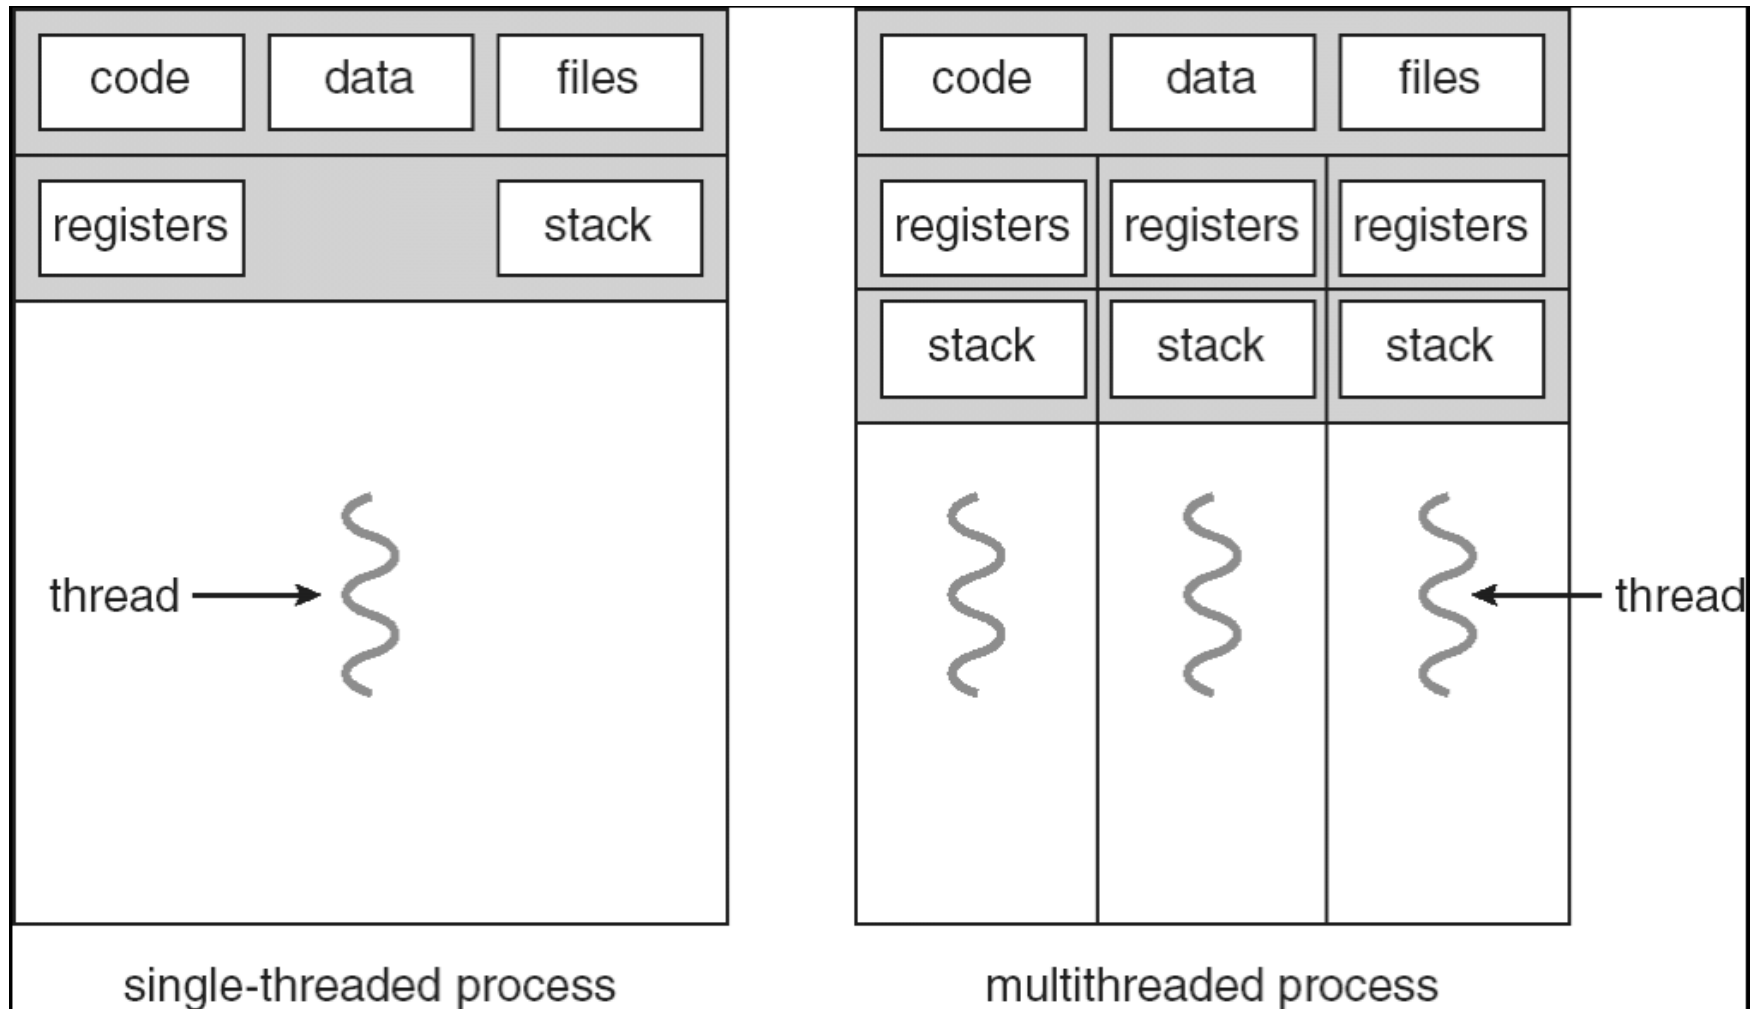 code data files
registers stack
thread
single-threaded process
code data files
registers registers registers
stack stack stack
thread
multithreaded process